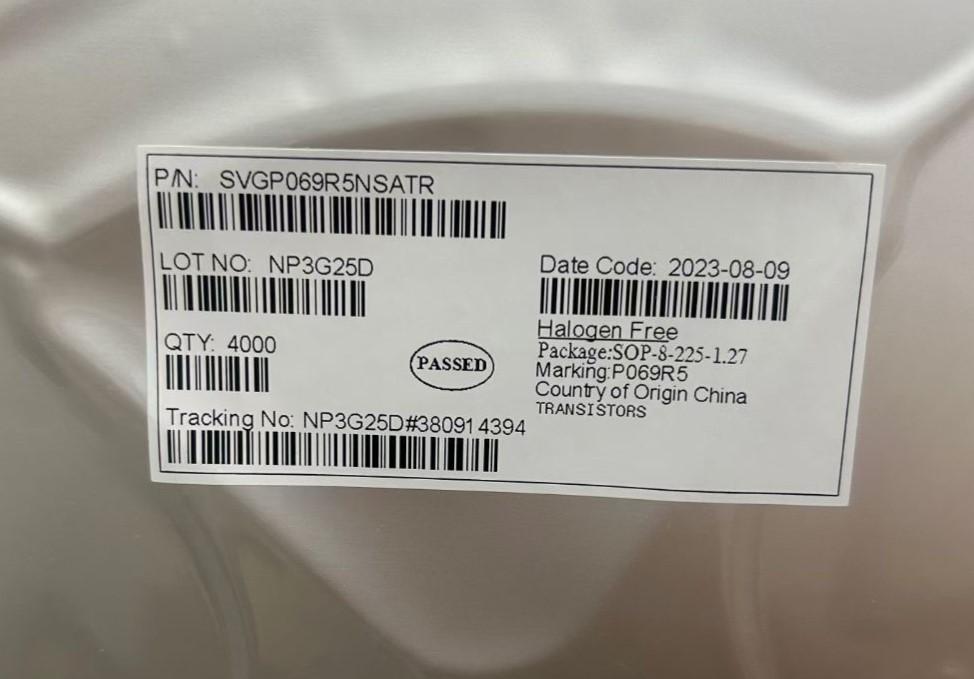 P/N: SVGP069R5NSATR
LOT NO: NP3G25D
Date Code: 2023-08-09
QTY: 4000
PASSED
Halogen Free
Package:SOP-8-225-1.27
Marking:P069R5
Country of Origin China
TRANSISTORS
Tracking No: NP3G25D#380914394